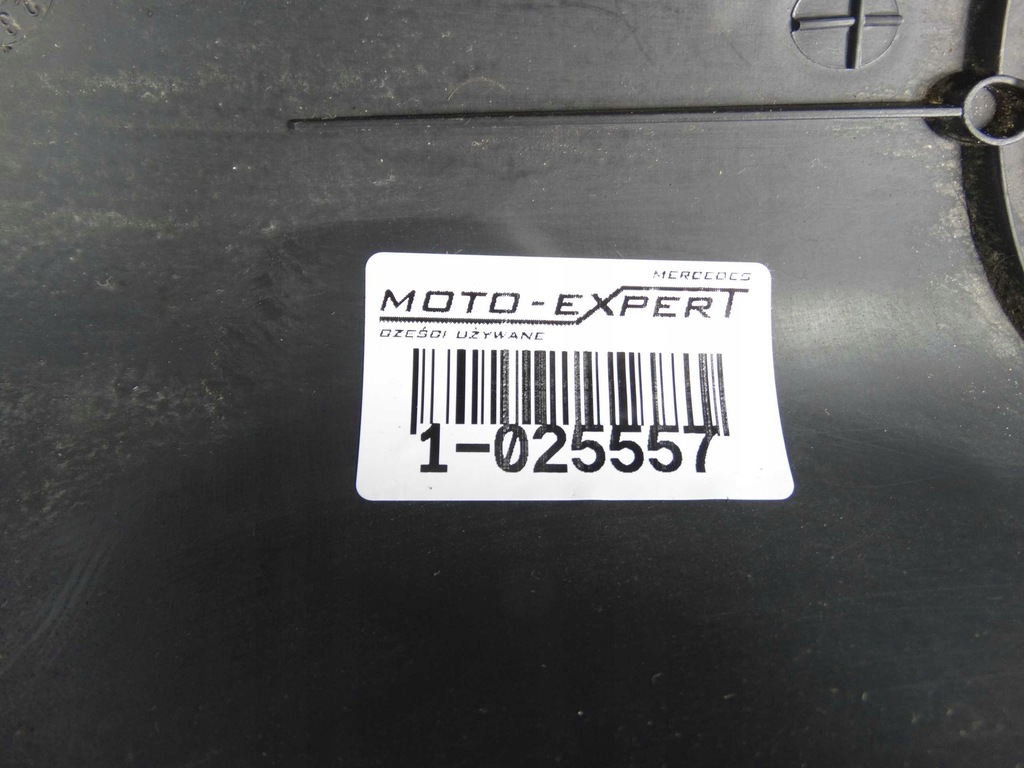 MERCEDES
MOTO-EXPERT
CZĘŚCI UŻYWANE
1-025557